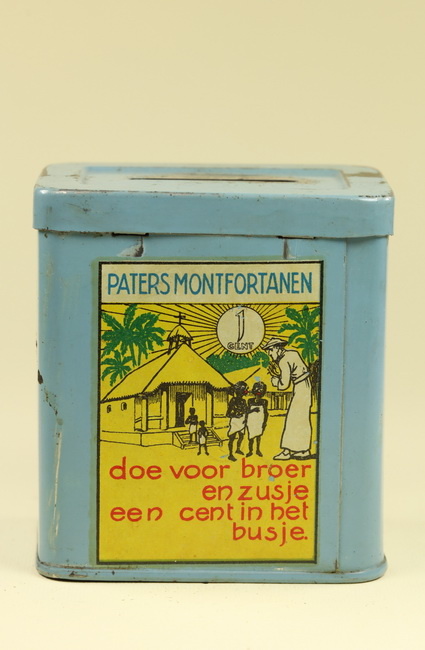 PATERS MONTFORTANEN
1
CENT
doe voor broer
en zusje
een cent in het
busje.